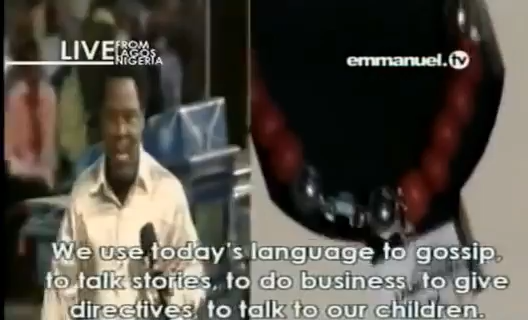 LIVE FROM
LAGOS
NIGERIA
emmanuel.tv
We use today's language to gossip,
to talk stories, to do business, to give
directives, to talk to our children.